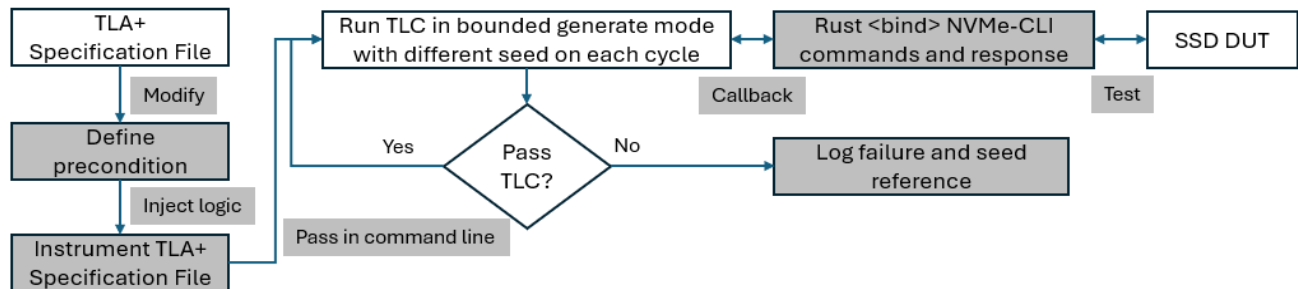 TLA+
Specification File
Modify
Define
precondition
Inject logic
Instrument TLA+
Specification File
Pass in command line
Run TLC in bounded generate mode
with different seed on each cycle
Yes
Pass
TLC?
No
Callback
Rust <bind> NVMe-CLI
commands and response
Test
SSD DUT
Log failure and seed
reference